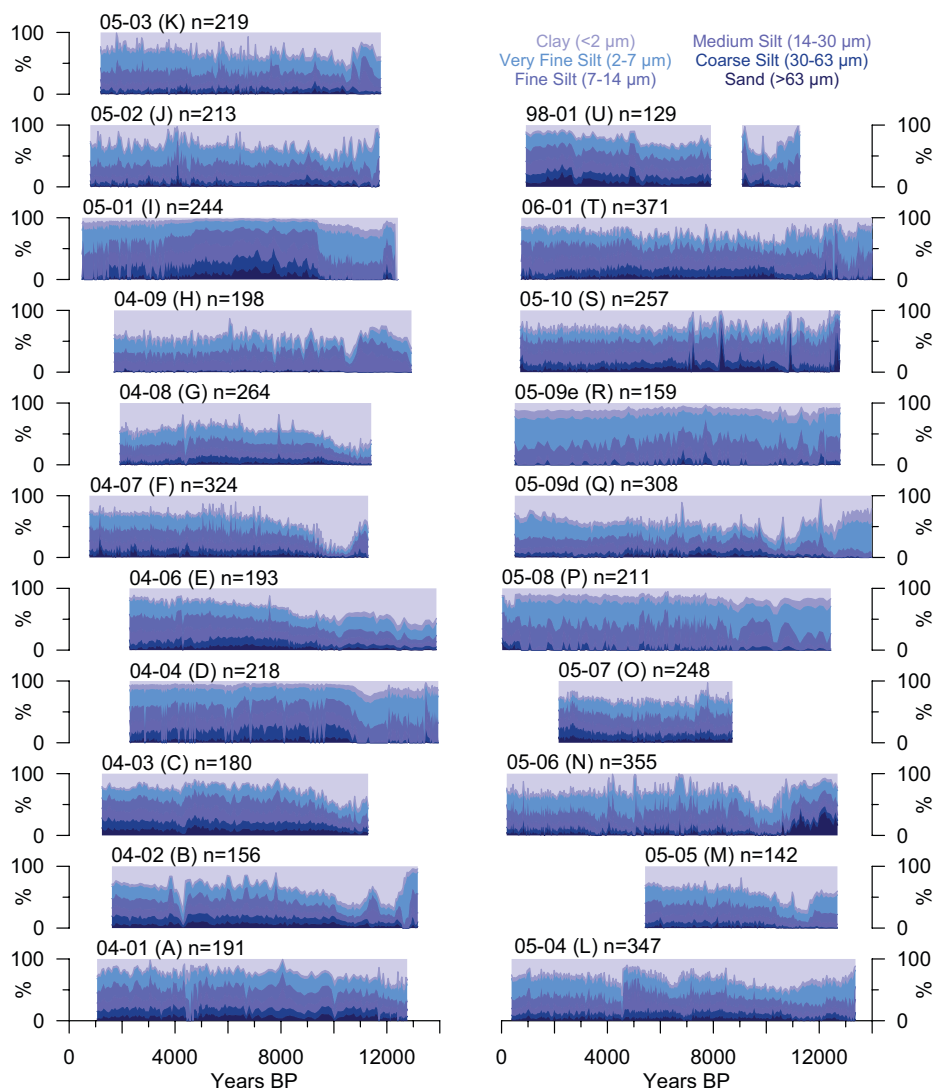 05-03 (K) n=219
%
100
0
05-02 (J) n=213
%
100
0
05-01 (I) n=244
%
100
0
04-09 (H) n=198
%
100
0
04-08 (G) n=264
%
100
0
04-07 (F) n=324
%
100
0
04-06 (E) n=193
%
100
0
04-04 (D) n=218
%
100
0
04-03 (C) n=180
%
100
0
04-02 (B) n=156
%
100
0
04-01 (A) n=191
%
100
0
0 4000 8000 12000
Years BP
Clay (<2 µm)
Very Fine Silt (2-7 µm)
Fine Silt (7-14 µm)
Medium Silt (14-30 µm)
Coarse Silt (30-63 µm)
Sand (>63 µm)
98-01 (U) n=129
100
0
%
06-01 (T) n=371
100
0
%
05-10 (S) n=257
100
0
%
05-09e (R) n=159
100
0
%
05-09d (Q) n=308
100
0
%
05-08 (P) n=211
100
0
%
05-07 (O) n=248
100
0
%
05-06 (N) n=355
100
0
%
05-05 (M) n=142
100
0
%
05-04 (L) n=347
100
0
%
0 4000 8000 12000
Years BP